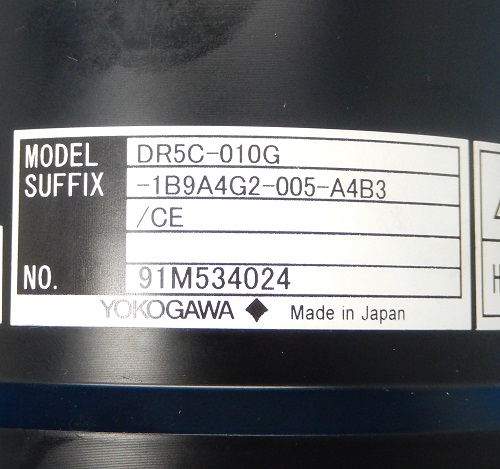 MODEL DR5C-010G
SUFFIX -1B9A4G2-005-A4B3
/CE
NO. 91M534024
YOKOGAWA ◆ Made in Japan
H